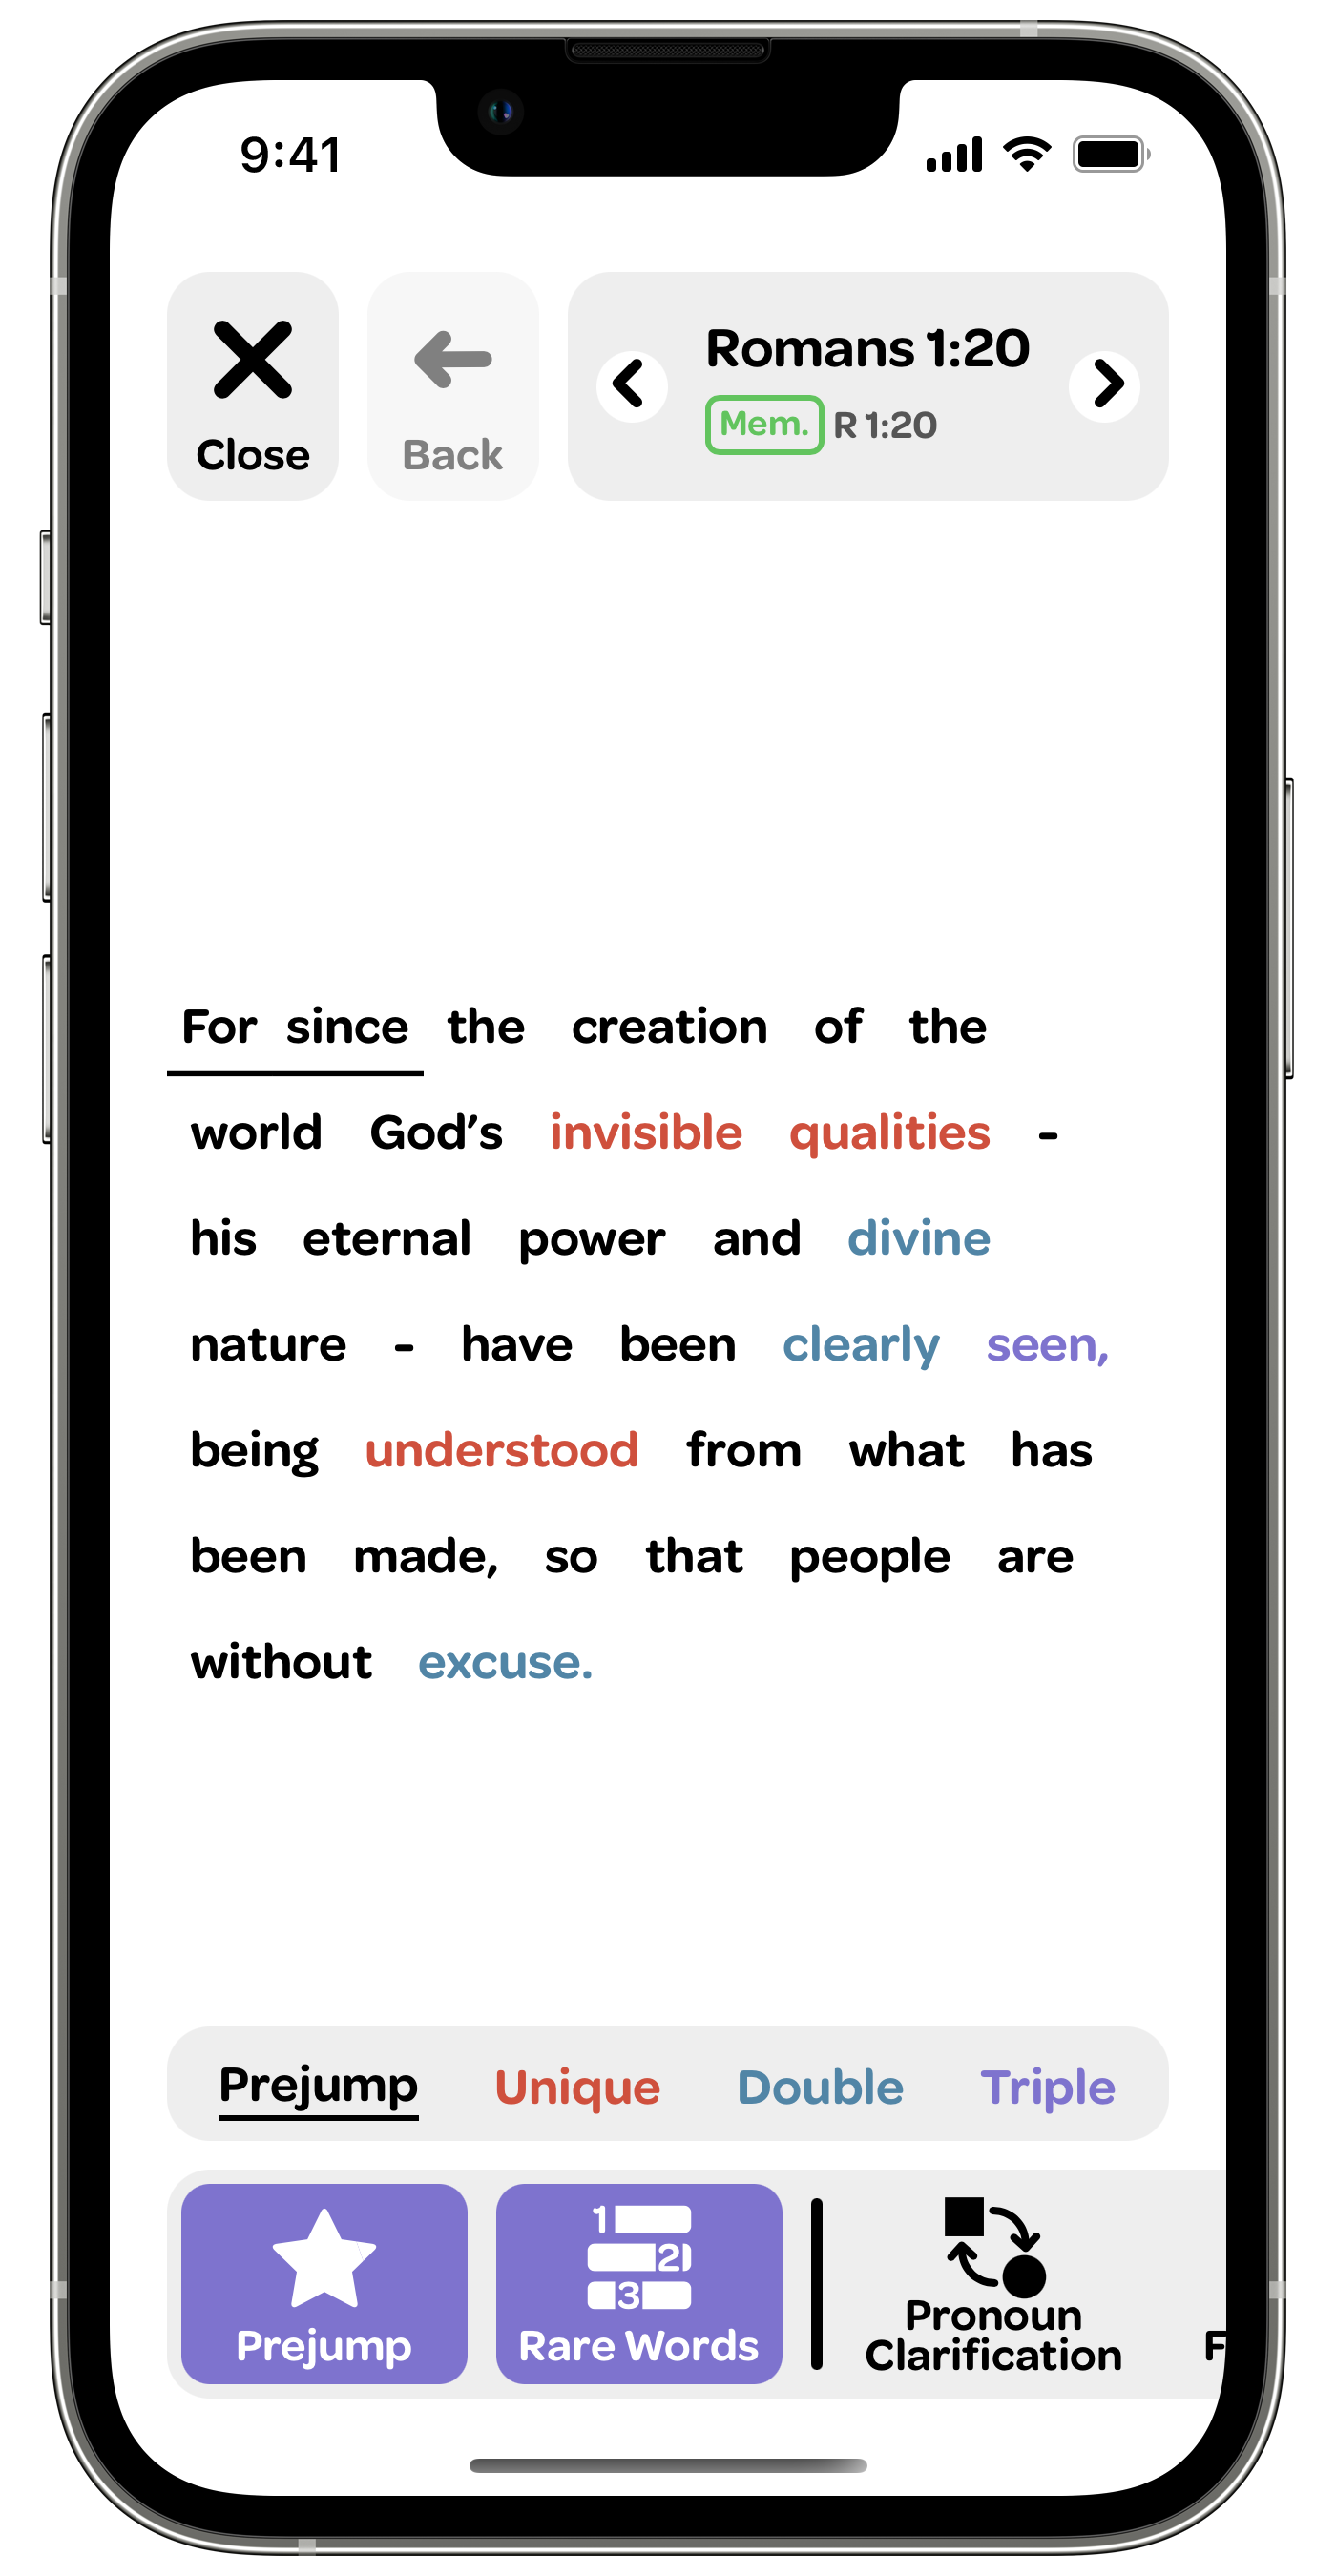 9:41
Close
Back
Romans 1:20
Mem. R 1:20
For since the creation of the
world God's invisible qualities -
his eternal power and divine
nature - have been clearly seen,
being understood from what has
been made, so that people are
without excuse.
Prejump Unique Double Triple
1
2
3
Prejump
Rare Words
Pronoun
Clarification
F